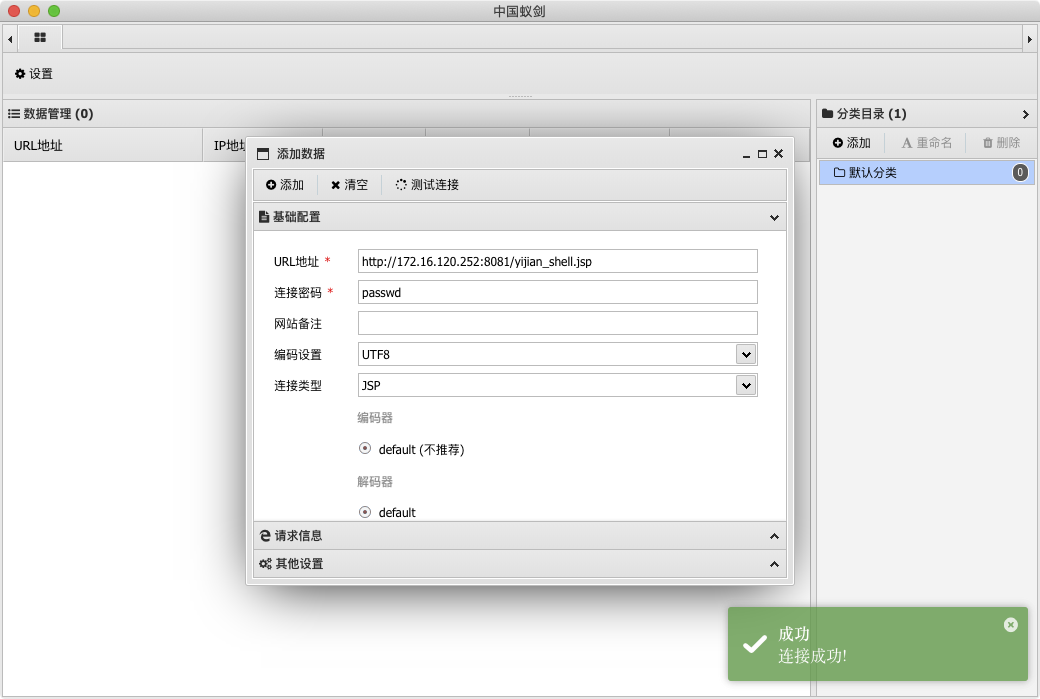 中国蚁剑
设置
数据管理 (0)
分类目录 (1)
URL地址
添加
重命名
删除
默认分类
0
添加数据
添加
清空
测试连接
基础配置
URL地址 *
http://172.16.120.252:8081/yijian_shell.jsp
连接密码 *
passwd
网站备注
编码设置
UTF8
连接类型
JSP
编码器
default (不推荐)
解码器
default
请求信息
其他设置
成功
连接成功!